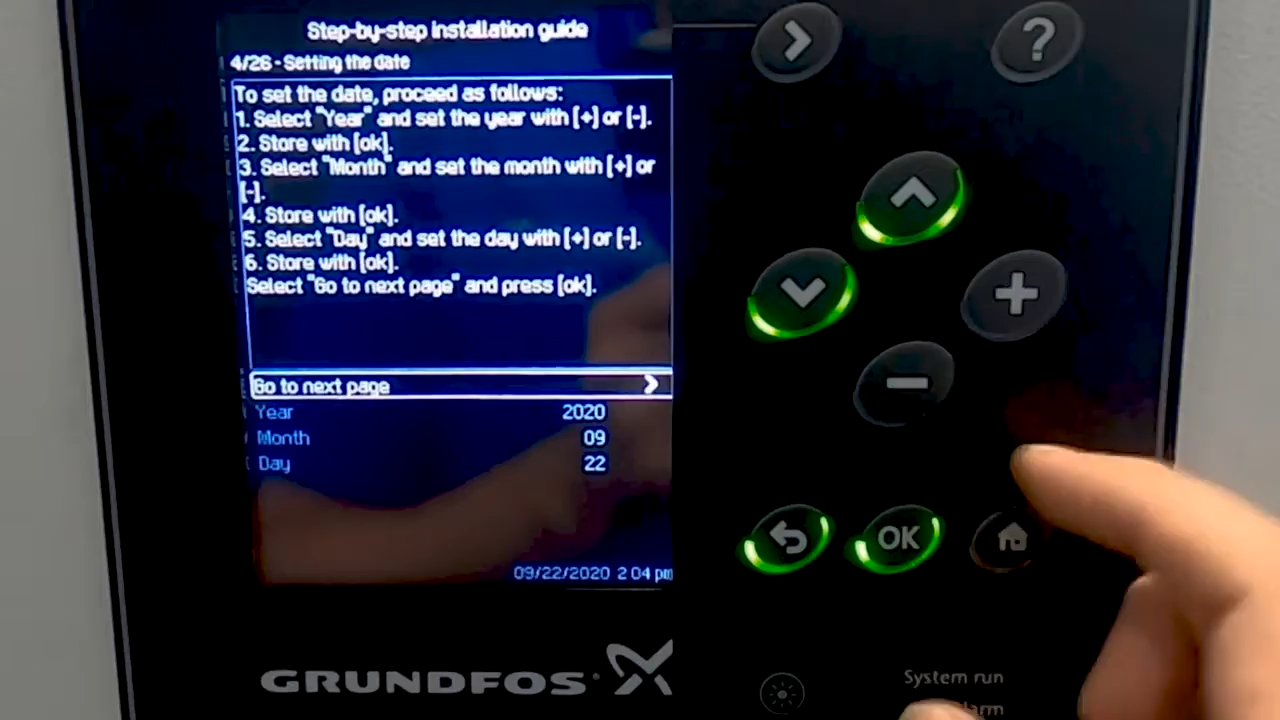 Step-by-step installation guide
4/26 - Setting the date
To set the date, proceed as follows:
1. Select "Year" and set the year with [+] or [-].
2. Store with [ok].
3. Select "Month" and set the month with [+] or
[-].
4. Store with [ok].
5. Select "Day" and set the day with [+] or [-].
6. Store with [ok].
Select "Go to next page" and press [ok].
Go to next page
Year 2020
Month 09
Day 22
09/22/2020 2:04 pm
GRUNDFOS
?
OK
System run